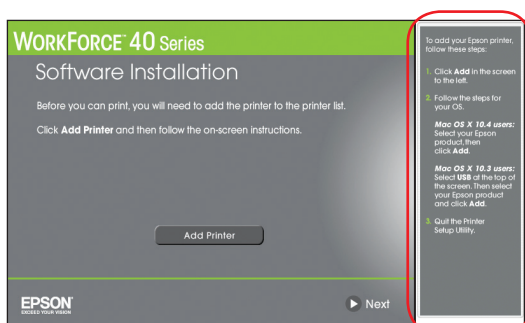 WORKFORCE™ 40 Series
Software Installation
Before you can print, you will need to add the printer to the printer list.
Click Add Printer and then follow the on-screen instructions.
Add Printer
EPSON®
EXCEED YOUR VISION
Next
To add your Epson printer,
follow these steps:
1. Click Add in the screen
to the left.
2. Follow the steps for
your OS.
Mac OS X 10.4 users:
Select your Epson
product, then
click Add.
Mac OS X 10.3 users:
Select USB at the top of
the screen. Then select
your Epson product
and click Add.
3. Quit the Printer
Setup Utility.